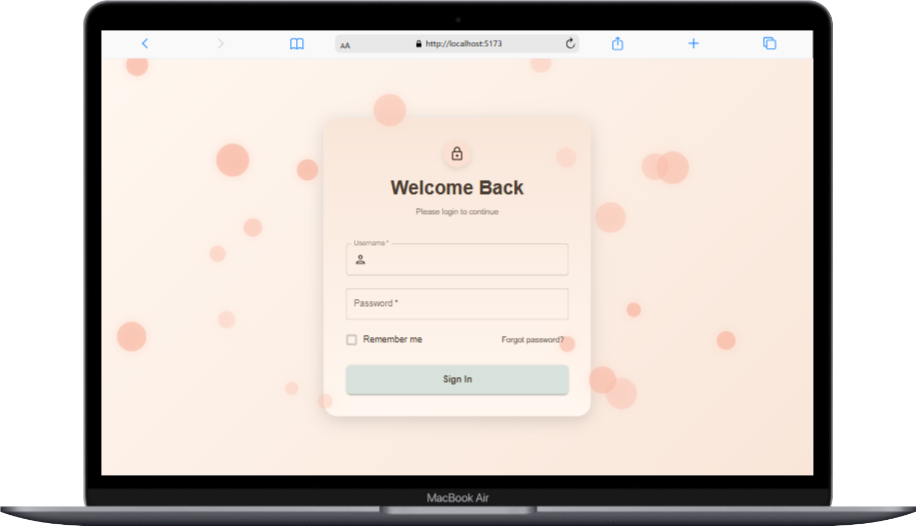 AA http://localhost:5173
Welcome Back
Please login to continue
Username *
Password *
Remember me Forgot password?
Sign In
MacBook Air